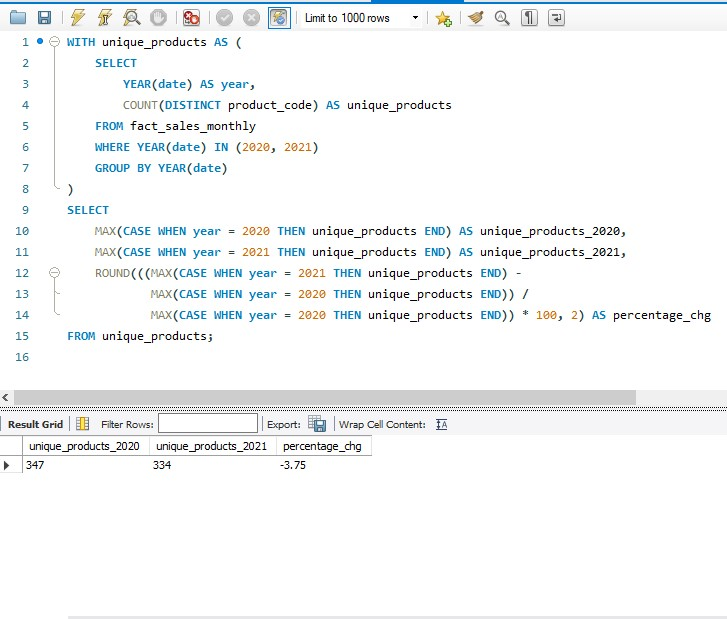 Limit to 1000 rows
1 WITH unique_products AS (
2 SELECT
3 YEAR(date) AS year,
4 COUNT(DISTINCT product_code) AS unique_products
5 FROM fact_sales_monthly
6 WHERE YEAR(date) IN (2020, 2021)
7 GROUP BY YEAR(date)
8 )
9 SELECT
10 MAX(CASE WHEN year = 2020 THEN unique_products END) AS unique_products_2020,
11 MAX(CASE WHEN year = 2021 THEN unique_products END) AS unique_products_2021,
12 ROUND(((MAX(CASE WHEN year = 2021 THEN unique_products END) -
13 MAX(CASE WHEN year = 2020 THEN unique_products END)) /
14 MAX(CASE WHEN year = 2020 THEN unique_products END)) * 100, 2) AS percentage_chg
15 FROM unique_products;
16
Result Grid Filter Rows: Export: Wrap Cell Content: IA
unique_products_2020 unique_products_2021 percentage_chg
347 334 -3.75